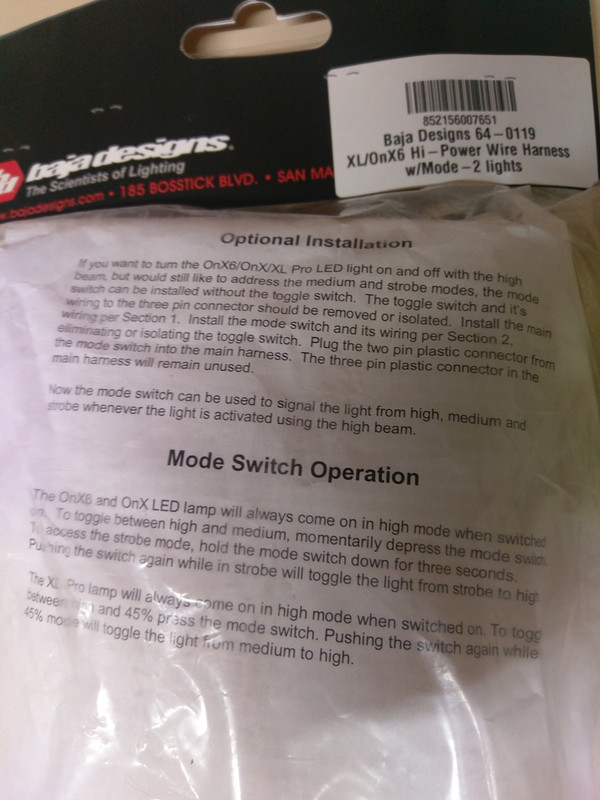 852156007651
Baja Designs 64-0119
XL/OnX6 Hi-Power Wire Harness
w/Mode-2 lights
baja designs
The Scientists of Lighting
www.bajadesigns.com • 185 BOSSTICK BLVD. • SAN MA
Optional Installation
If you want to turn the OnX6/OnX/XL Pro LED light on and off with the high
beam, but would still like to address the medium and strobe modes, the mode
switch can be installed without the toggle switch. The toggle switch and it's
wiring to the three pin connector should be removed or isolated. Install the main
wiring per Section 1. Install the mode switch and its wiring per Section 2,
eliminating or isolating the toggle switch. Plug the two pin plastic connector from
the mode switch into the main harness. The three pin plastic connector in the
main harness will remain unused.
Now the mode switch can be used to signal the light from high, medium and
strobe whenever the light is activated using the high beam.
Mode Switch Operation
The OnX6 and OnX LED lamp will always come on in high mode when switched
on. To toggle between high and medium, momentarily depress the mode switch.
To access the strobe mode, hold the mode switch down for three seconds.
Pushing the switch again while in strobe will toggle the light from strobe to high
The XL Pro lamp will always come on in high mode when switched on. To togg
between high and 45% press the mode switch. Pushing the switch again while
45% mode will toggle the light from medium to high.